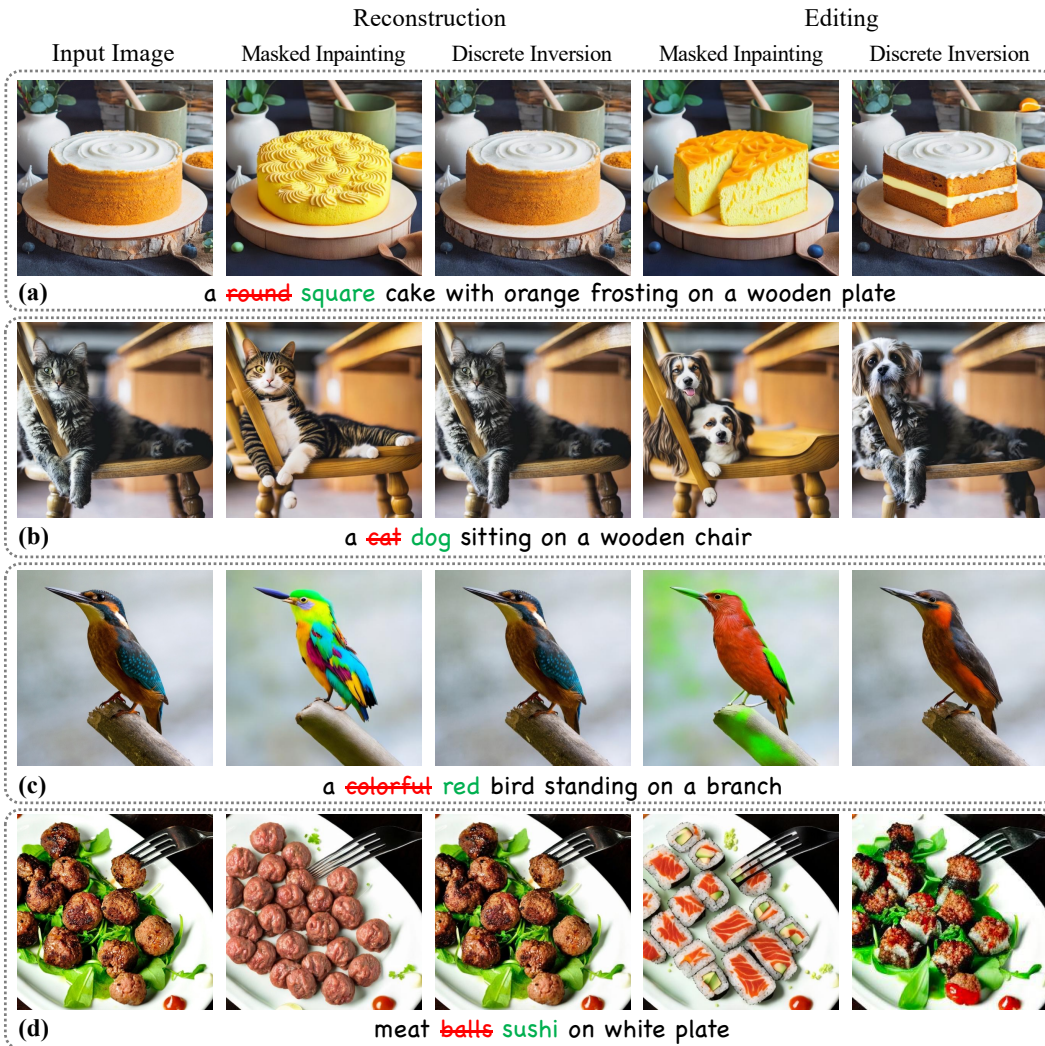 Reconstruction Editing
Input Image Masked Inpainting Discrete Inversion Masked Inpainting Discrete Inversion
(a) a round square cake with orange frosting on a wooden plate
(b) a cat dog sitting on a wooden chair
(c) a colorful red bird standing on a branch
(d) meat balls sushi on white plate